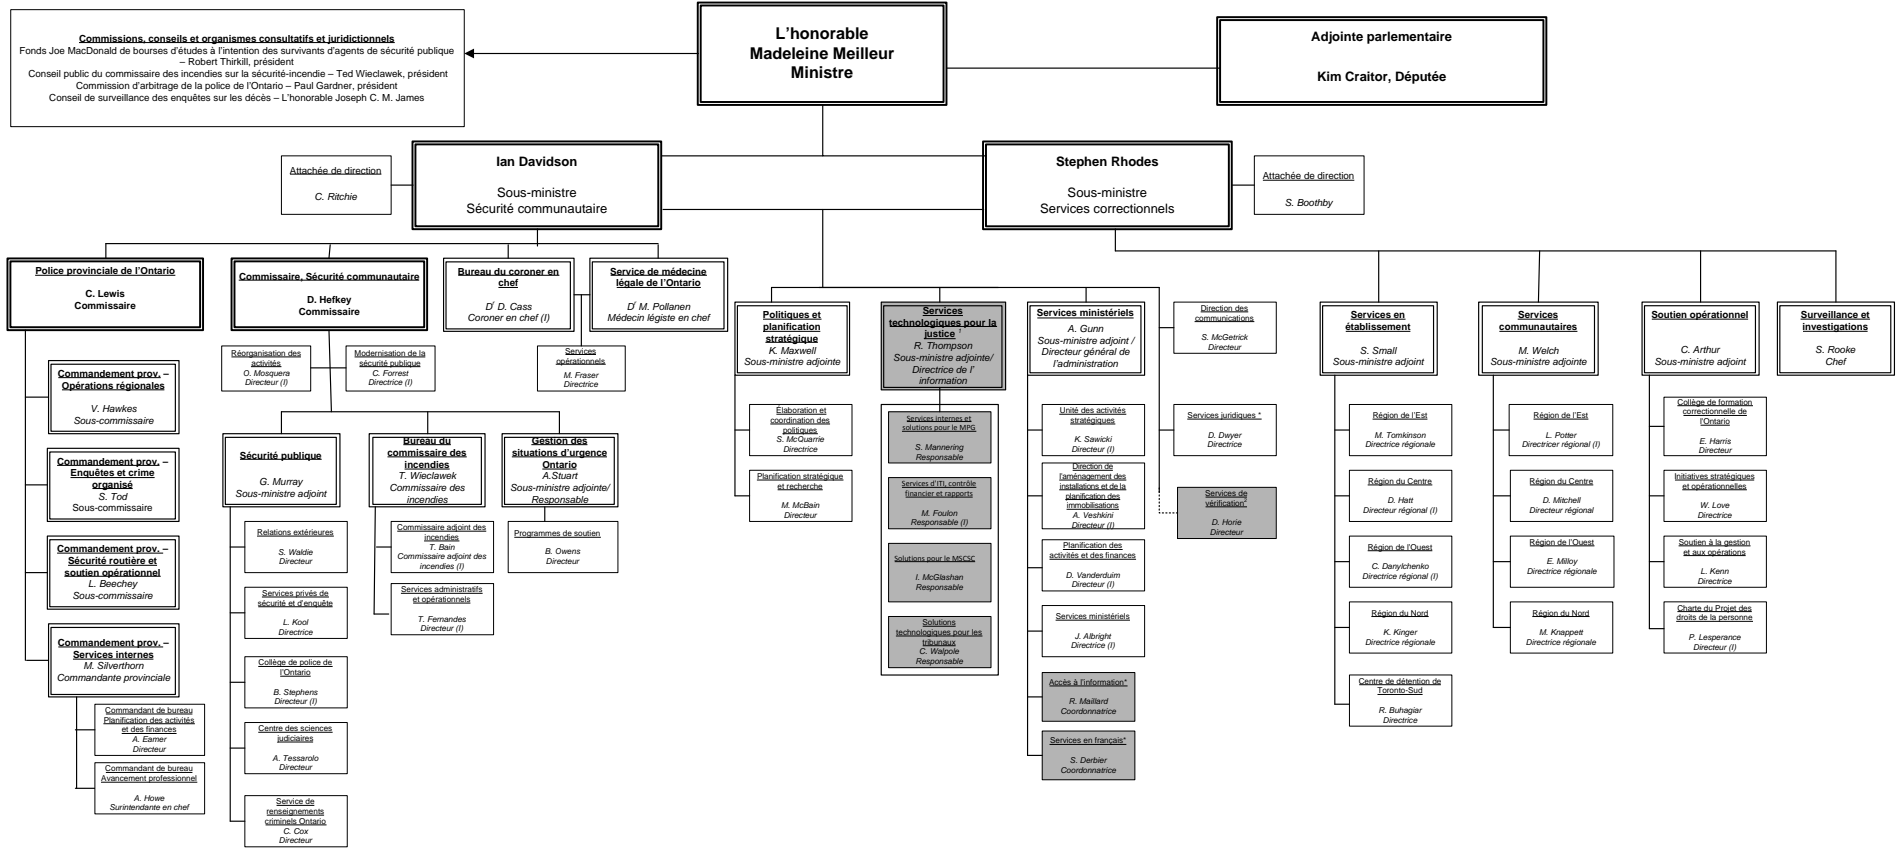 Commissions, conseils et organismes consultatifs et juridictionnels
Fonds Joe MacDonald de bourses d'études à l'intention des survivants d'agents de sécurité publique
– Robert Thirkill, président
Conseil public du commissaire des incendies sur la sécurité-incendie – Ted Wieclawek, président
Commission d'arbitrage de la police de l'Ontario – Paul Gardner, président
Conseil de surveillance des enquêtes sur les décès – L'honorable Joseph C. M. James
L'honorable
Madeleine Meilleur
Ministre
Adjointe parlementaire
Kim Craitor, Députée
Attachée de direction
C. Ritchie
Ian Davidson
Sous-ministre
Sécurité communautaire
Stephen Rhodes
Sous-ministre
Services correctionnels
Attachée de direction
S. Boothby
Police provinciale de l'Ontario
C. Lewis
Commissaire
Commissaire, Sécurité communautaire
D. Hefkey
Commissaire
Bureau du coroner en
chef
Dr D. Cass
Coroner en chef (I)
Service de médecine
légale de l'Ontario
Dr M. Pollanen
Médecin légiste en chef
Services
opérationnels
M. Fraser
Directrice
Réorganisation des
activités
O. Mosquera
Directeur (I)
Modernisation de la
sécurité publique
C. Forrest
Directrice (I)
Commandement prov. –
Opérations régionales
V. Hawkes
Sous-commissaire
Commandement prov. –
Enquêtes et crime
organisé
S. Tod
Sous-commissaire
Commandement prov. –
Sécurité routière et
soutien opérationnel
L. Beechey
Sous-commissaire
Commandement prov. –
Services internes
M. Silverthorn
Commandante provinciale
Commandant de bureau
Planification des activités
et des finances
A. Eamer
Directeur
Commandant de bureau
Avancement professionnel
A. Howe
Surintendante en chef
Sécurité publique
G. Murray
Sous-ministre adjoint
Relations extérieures
S. Waldie
Directeur
Services privés de
sécurité et d'enquête
L. Kool
Directrice
Collège de police de
l'Ontario
B. Stephens
Directeur (I)
Centre des sciences
judiciaires
A. Tessarolo
Directeur
Service de
renseignements
criminels Ontario
C. Cox
Directeur
Bureau du
commissaire des
incendies
T. Wieclawek
Commissaire des
incendies
Commissaire adjoint des
incendies
T. Bain
Commissaire adjoint des
incendies (I)
Services administratifs
et opérationnels
T. Fernandes
Directeur (I)
Gestion des
situations d'urgence
Ontario
A.Stuart
Sous-ministre adjointe/
Responsable
Programmes de soutien
B. Owens
Directeur
Politiques et
planification
stratégique
K. Maxwell
Sous-ministre adjointe
Élaboration et
coordination des
politiques
S. McQuarrie
Directrice
Planification stratégique
et recherche
M. McBain
Directeur
Services
technologiques pour la
justice 1
R. Thompson
Sous-ministre adjointe/
Directrice de l'
information
Services internes et
solutions pour le MPG
S. Mannering
Responsable
Services d'ITI, contrôle
financier et rapports
M. Foulon
Responsable (I)
Solutions pour le MSCSC
I. McGlashan
Responsable
Solutions
technologiques pour les
tribunaux
C. Walpole
Responsable
Services ministériels
A. Gunn
Sous-ministre adjoint /
Directeur général de
l'administration
Unité des activités
stratégiques
K. Sawicki
Directeur (I)
Direction de
l'aménagement des
installations et de la
planification des
immobilisations
A. Veshkini
Directeur (I)
Planification des
activités et des finances
D. Vanderduim
Directeur (I)
Services ministériels
J. Albright
Directrice (I)
Accès à l'information*
R. Maillard
Coordonnatrice
Services en français*
S. Derbier
Coordonnatrice
Direction des
communications
S. McGetrick
Directeur
Services juridiques *
D. Dwyer
Directrice
Services de
vérification2
D. Horie
Directeur
Services en
établissement
S. Small
Sous-ministre adjoint
Région de l'Est
M. Tomkinson
Directrice régionale
Région du Centre
D. Hatt
Directeur régional (I)
Région de l'Ouest
C. Danylchenko
Directrice régional (I)
Région du Nord
K. Kinger
Directrice régionale
Centre de détention de
Toronto-Sud
R. Buhagiar
Directrice
Services
communautaires
M. Welch
Sous-ministre adjointe
Région de l'Est
L. Potter
Directricer régional (I)
Région du Centre
D. Mitchell
Directeur régional
Région de l'Ouest
E. Milloy
Directrice régionale
Région du Nord
M. Knappett
Directrice régionale
Soutien opérationnel
C. Arthur
Sous-ministre adjoint
Collège de formation
correctionnelle de
l'Ontario
E. Harris
Directeur
Initiatives stratégiques
et opérationnelles
W. Love
Directrice
Soutien à la gestion
et aux opérations
L. Kenn
Directrice
Charte du Projet des
droits de la personne
P. Lesperance
Directeur (I)
Surveillance et
investigations
S. Rooke
Chef